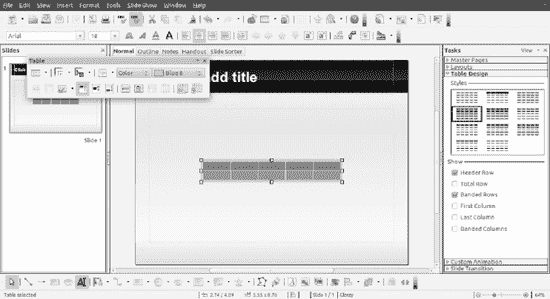 File Edit View Insert Format Tools Slide Show Window Help
Arial 18
Slides
Normal Outline Notes Handout Slide Sorter
Tasks View
Table
Color Blue 8
dd title
Slide 1
Master Pages
Layouts
Table Design
Styles
Show
Header Row
Total Row
Banded Rows
First Column
Last Column
Banded Columns
Custom Animation
Slide Transition
Table selected 2.74 / 4.09 5.55 x 0.76 Slide 1 / 1 Glossy 64%